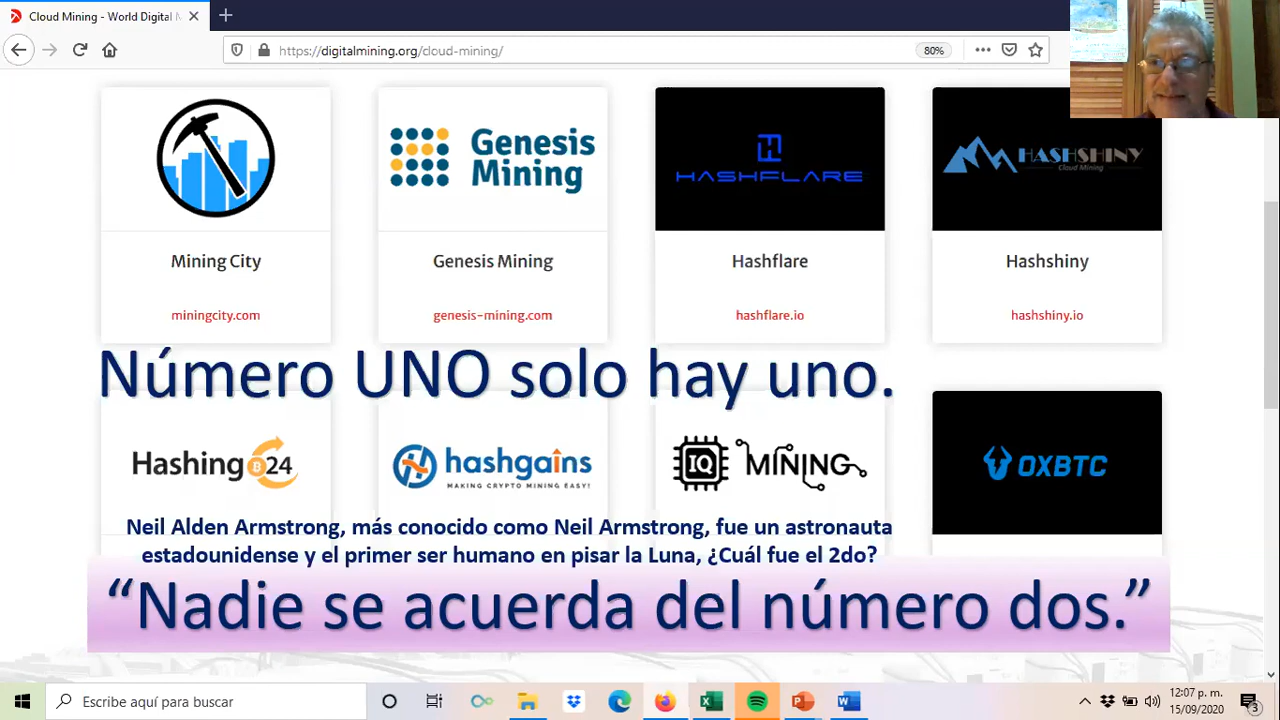 Cloud Mining - World Digital M
https://digitalmining.org/cloud-mining/
80%
Genesis
Mining
HASHFLARE
HASHSHINY
Cloud Mining
Mining City
Genesis Mining
Hashflare
Hashshiny
miningcity.com
genesis-mining.com
hashflare.io
hashshiny.io
Número UNO solo hay uno.
Hashing 24
hashgains
MAKING CRYPTO MINING EASY!
IQ MINING
OXBTC
Neil Alden Armstrong, más conocido como Neil Armstrong, fue un astronauta
estadounidense y el primer ser humano en pisar la Luna, ¿Cuál fue el 2do?
“Nadie se acuerda del número dos.”
Escribe aquí para buscar
12:07 p. m.
15/09/2020
3